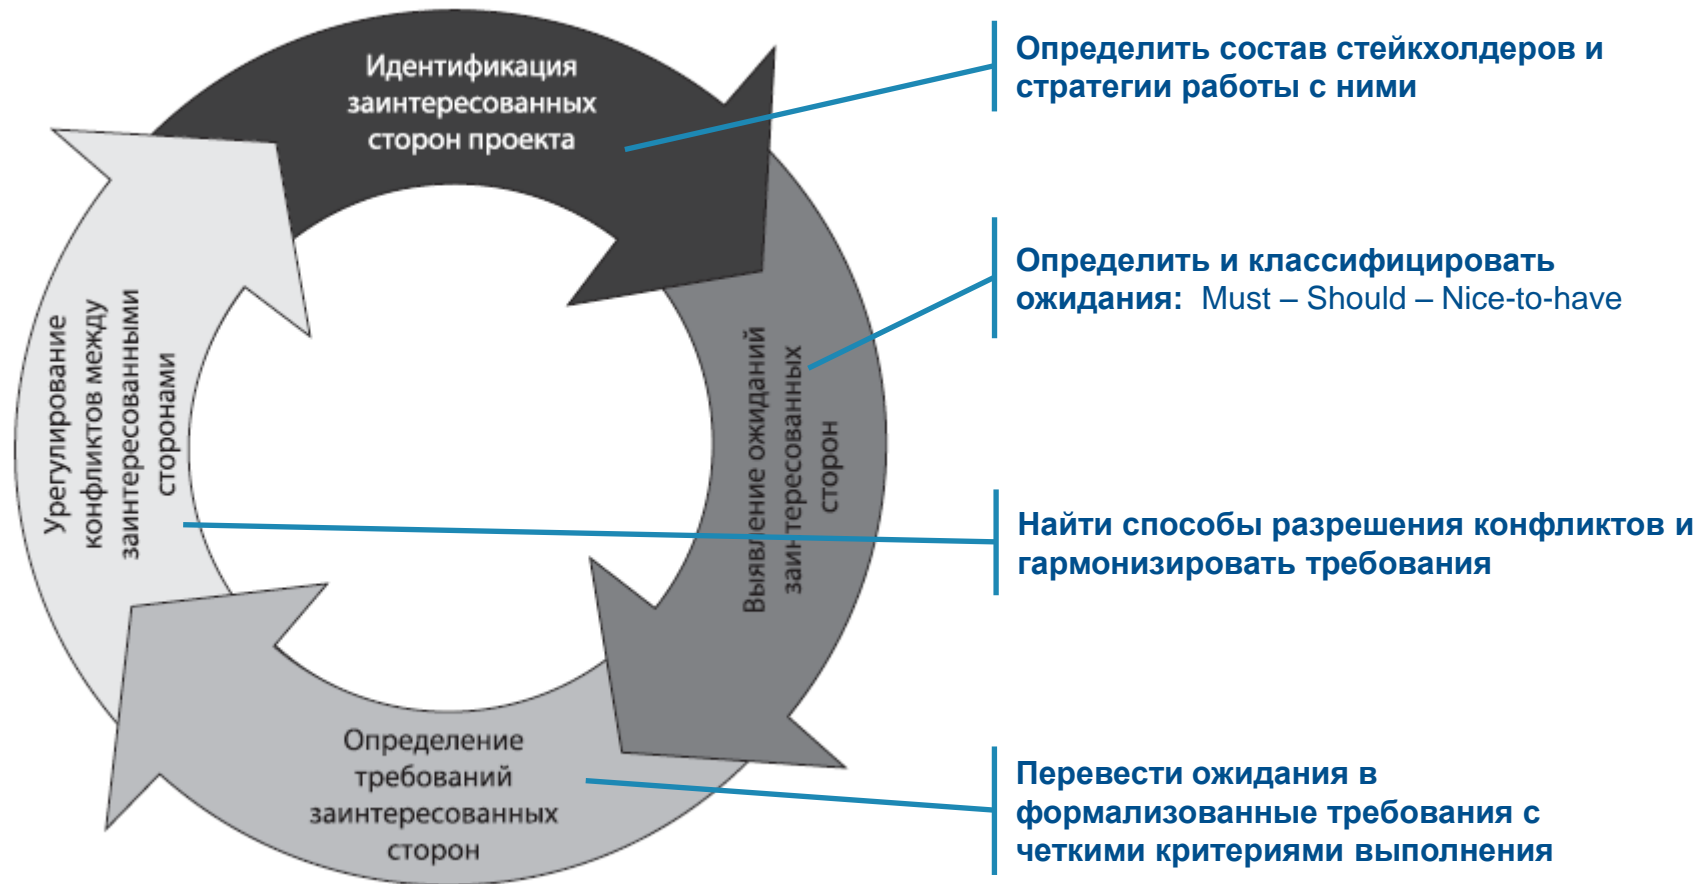 Идентификация
заинтересованных
сторон проекта
Определить состав стейкхолдеров и
стратегии работы с ними
Выявление ожиданий
заинтересованных
сторон
Определить и классифицировать
ожидания: Must – Should – Nice-to-have
Урегулирование
конфликтов между
заинтересованными
сторонами
Найти способы разрешения конфликтов и
гармонизировать требования
Определение
требований
заинтересованных
сторон
Перевести ожидания в
формализованные требования с
четкими критериями выполнения